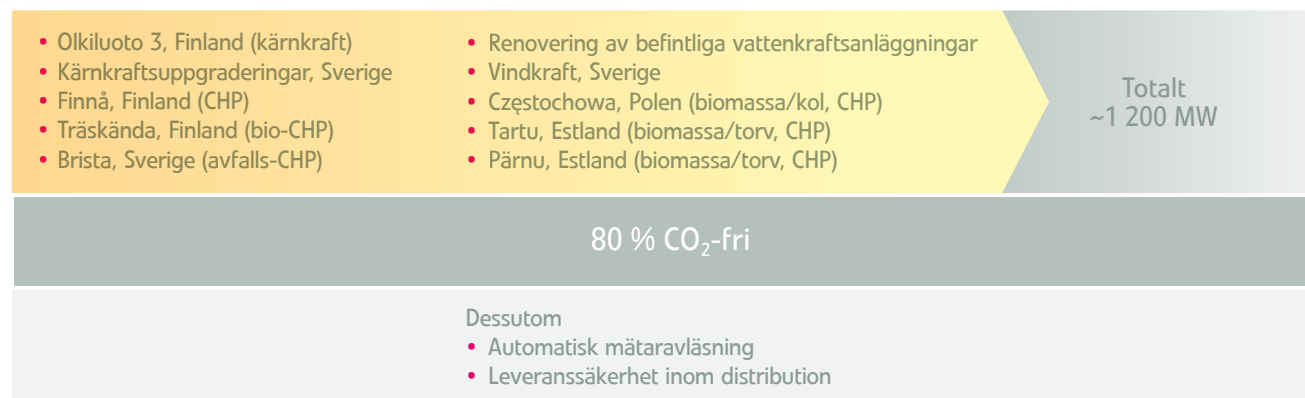 • Olkiluoto 3, Finland (kärnkraft)
• Kärnkraftsuppgraderingar, Sverige
• Finnå, Finland (CHP)
• Träskända, Finland (bio-CHP)
• Brista, Sverige (avfalls-CHP)
• Renovering av befintliga vattenkraftsanläggningar
• Vindkraft, Sverige
• Częstochowa, Polen (biomassa/kol, CHP)
• Tartu, Estland (biomassa/torv, CHP)
• Pärnu, Estland (biomassa/torv, CHP)
Totalt
~1 200 MW
80 % CO₂-fri
Dessutom
• Automatisk mätaravläsning
• Leveranssäkerhet inom distribution